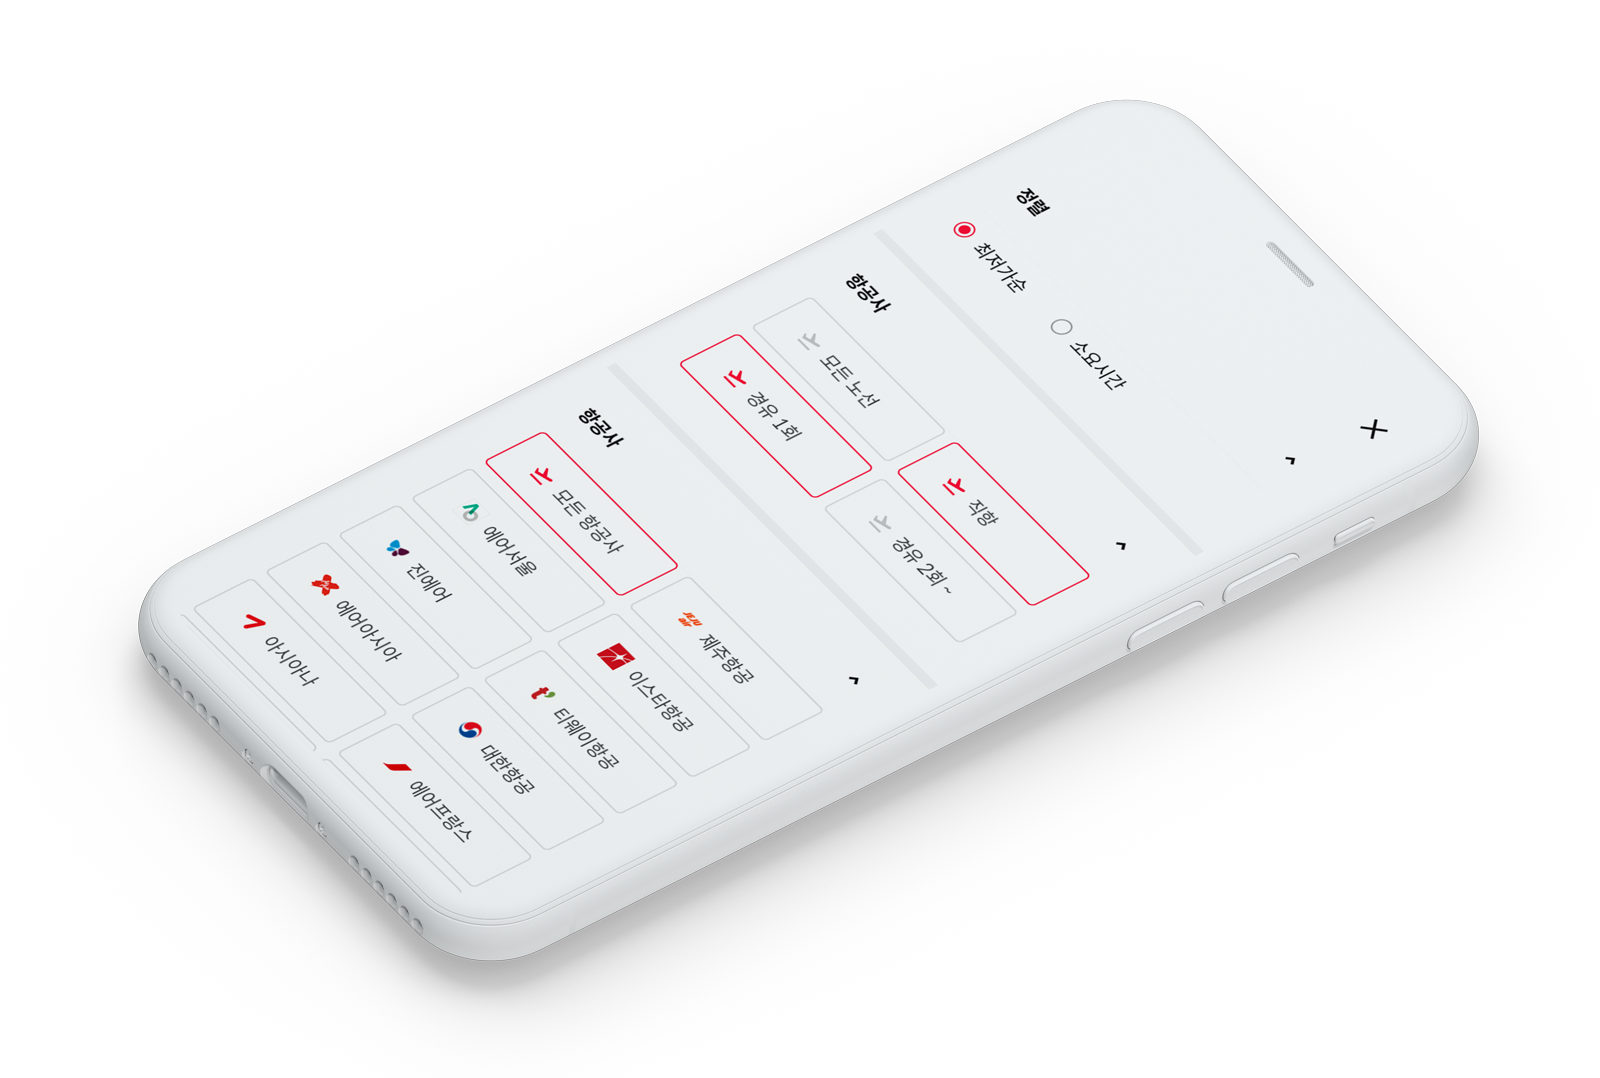 정렬
최저가순
소요시간
항공사
모든 노선
직항
경유 1회
경유 2회 ~
항공사
모든 항공사
제주항공
에어서울
이스타항공
진에어
티웨이항공
에어아시아
대한항공
아시아나
에어프랑스
JEJU
air